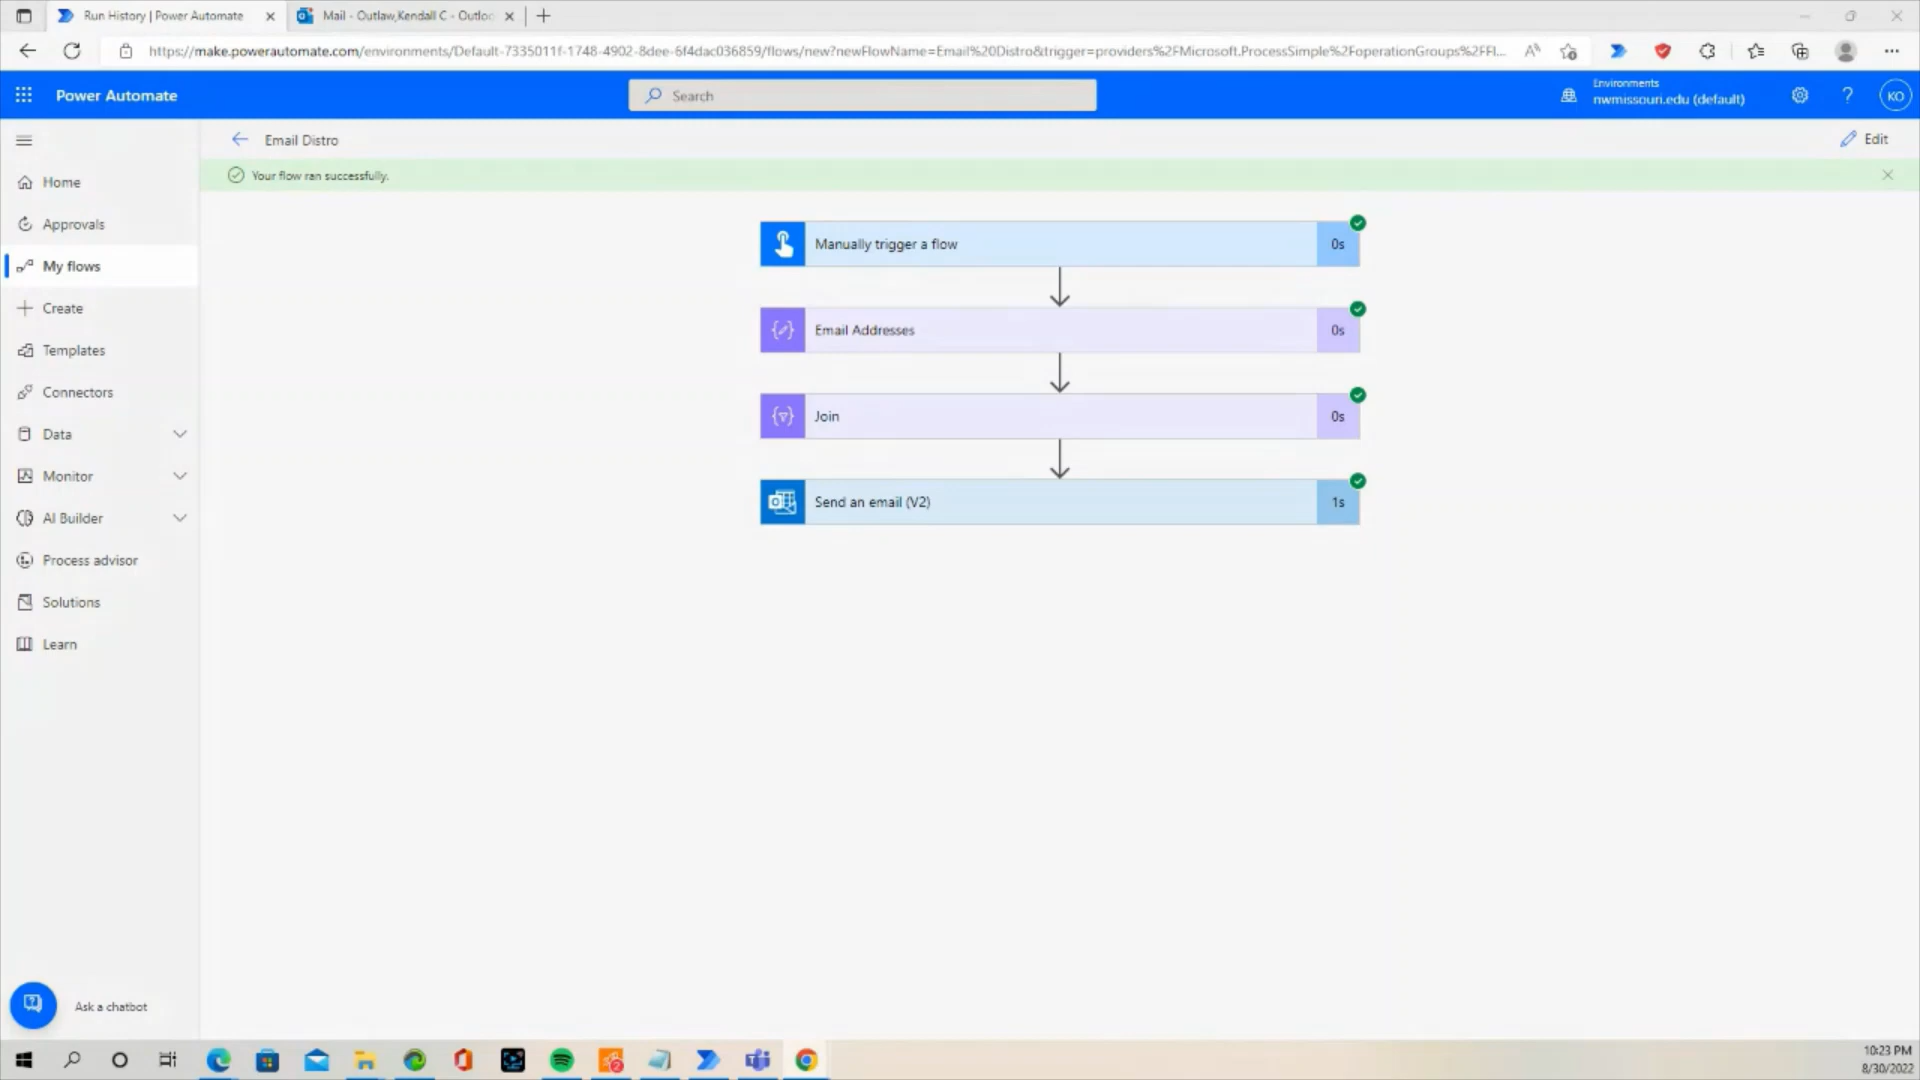 Run History | Power Automate
Mail - Outlaw,Kendall C - Outloo
https://make.powerautomate.com/environments/Default-7335011f-1748-4902-8dee-6f4dac036859/flows/new?newFlowName=Email%20Distro&trigger=providers%2FMicrosoft.ProcessSimple%2FoperationGroups%2FFl...
Power Automate
Search
Environments
nwmissouri.edu (default)
KO
Email Distro
Edit
Your flow ran successfully.
Home
Approvals
My flows
Create
Templates
Connectors
Data
Monitor
AI Builder
Process advisor
Solutions
Learn
Manually trigger a flow
0s
Email Addresses
0s
Join
0s
Send an email (V2)
1s
Ask a chatbot
10:23 PM
8/30/2022